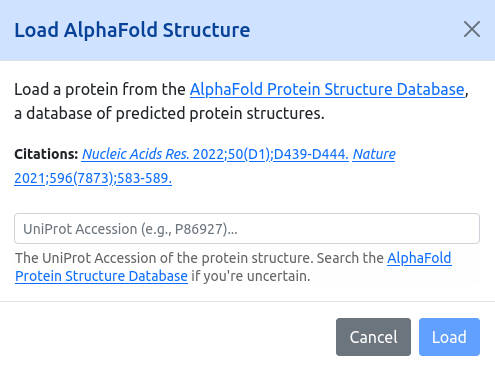 Load AlphaFold Structure
Load a protein from the AlphaFold Protein Structure Database,
a database of predicted protein structures.
Citations: Nucleic Acids Res. 2022;50(D1);D439-D444. Nature
2021;596(7873);583-589.
UniProt Accession (e.g., P86927)...
The UniProt Accession of the protein structure. Search the AlphaFold
Protein Structure Database if you're uncertain.
Cancel Load